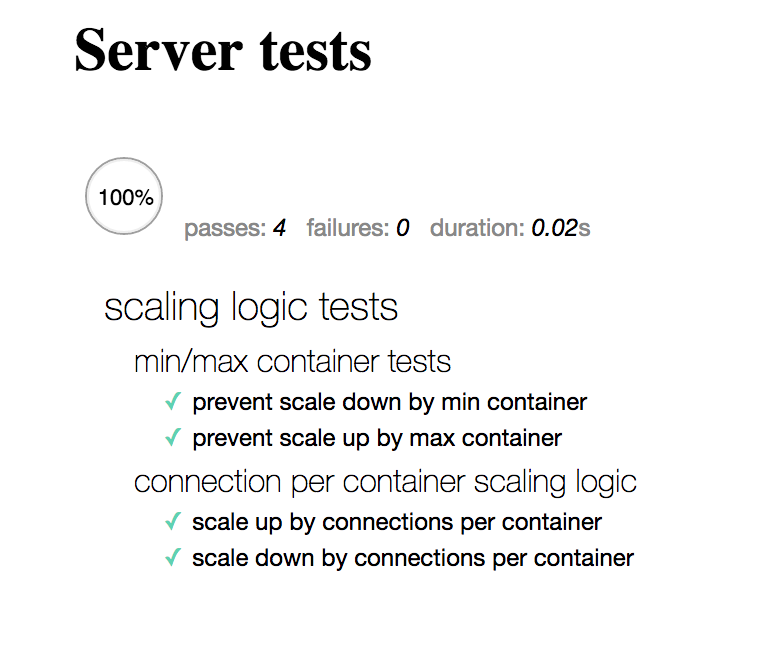 Server tests
100%
passes: 4 failures: 0 duration: 0.02s
scaling logic tests
min/max container tests
✓ prevent scale down by min container
✓ prevent scale up by max container
connection per container scaling logic
✓ scale up by connections per container
✓ scale down by connections per container